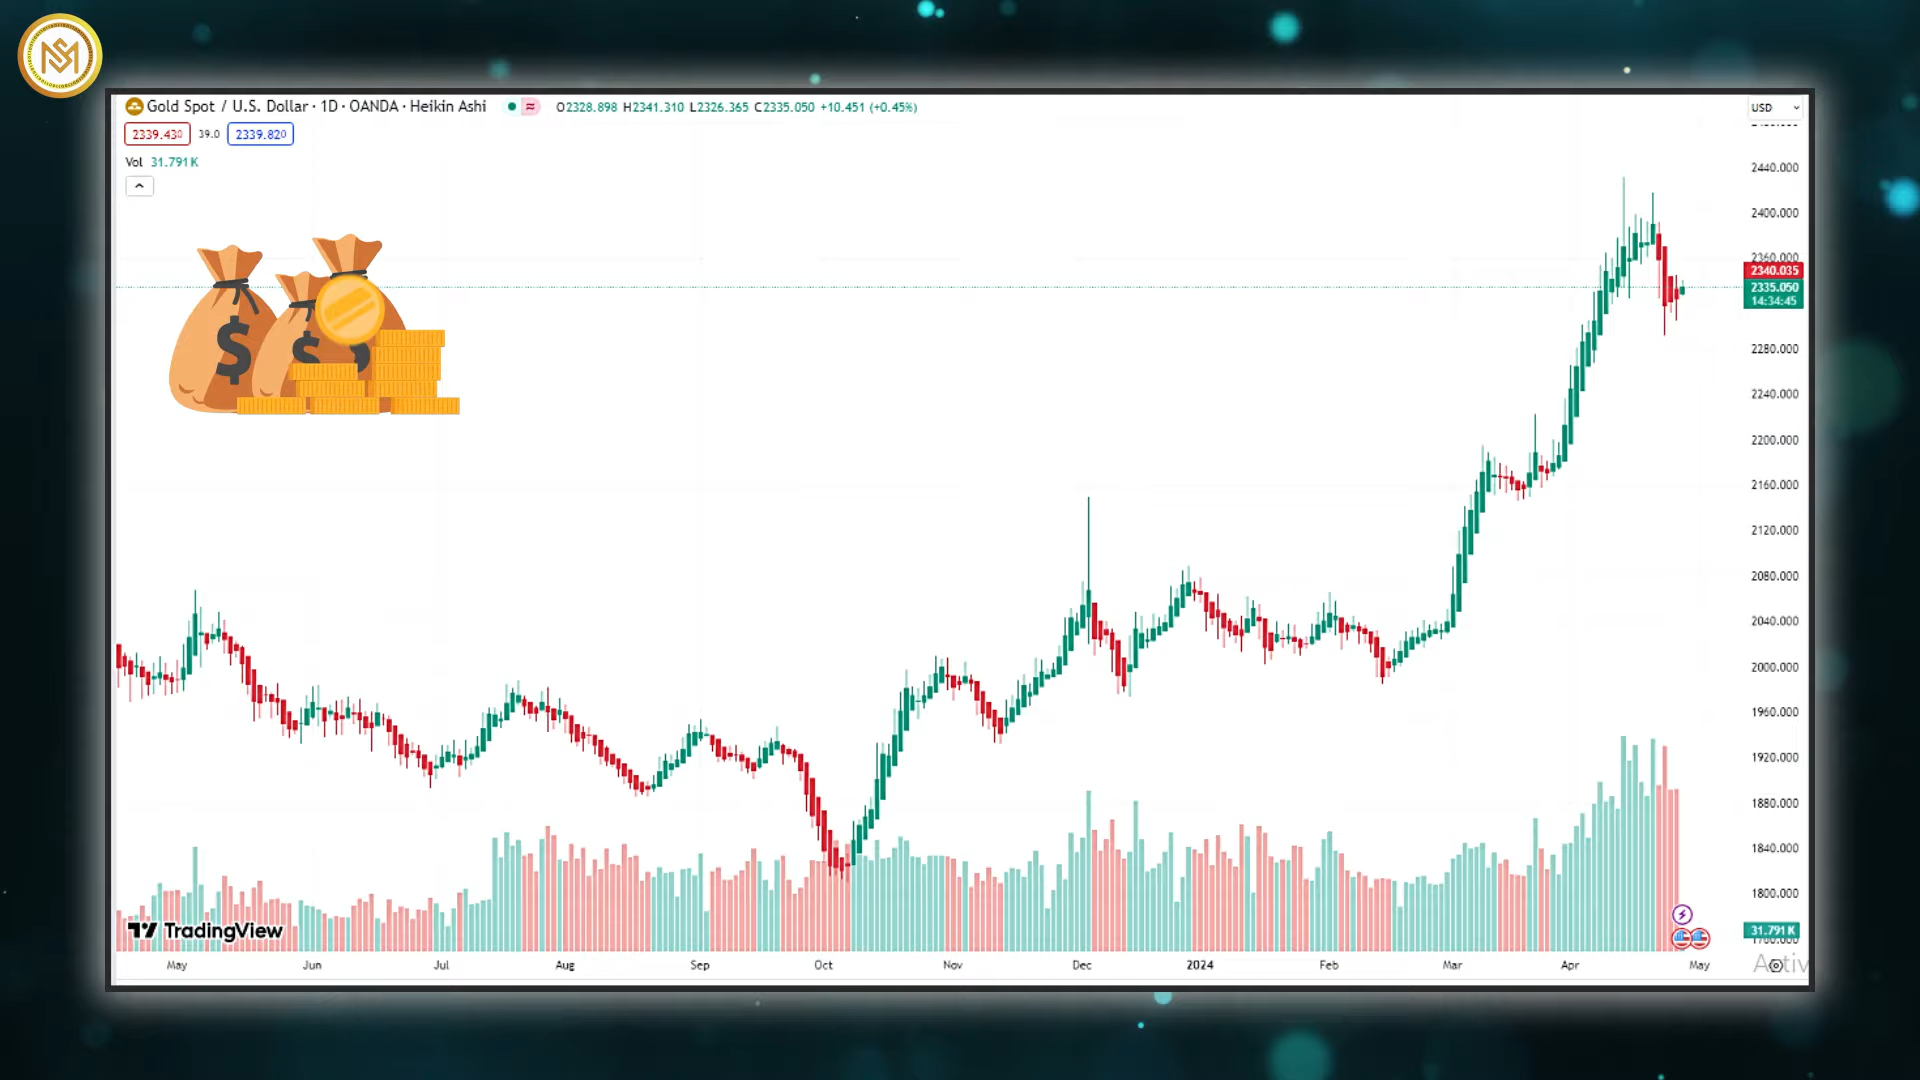 Gold Spot / U.S. Dollar · 1D · OANDA · Heikin Ashi O2328.898 H2341.310 L2326.365 C2335.050 +10.451 (+0.45%)
USD
2339.430 39.0 2339.820
Vol 31.791K
2440.000
2400.000
2360.000
2340.035
2335.050
14:34:45
2280.000
2240.000
2200.000
2160.000
2120.000
2080.000
2040.000
2000.000
1960.000
1920.000
1880.000
1840.000
1800.000
31.791K
$ $
TradingView
May Jun Jul Aug Sep Oct Nov Dec 2024 Feb Mar Apr May